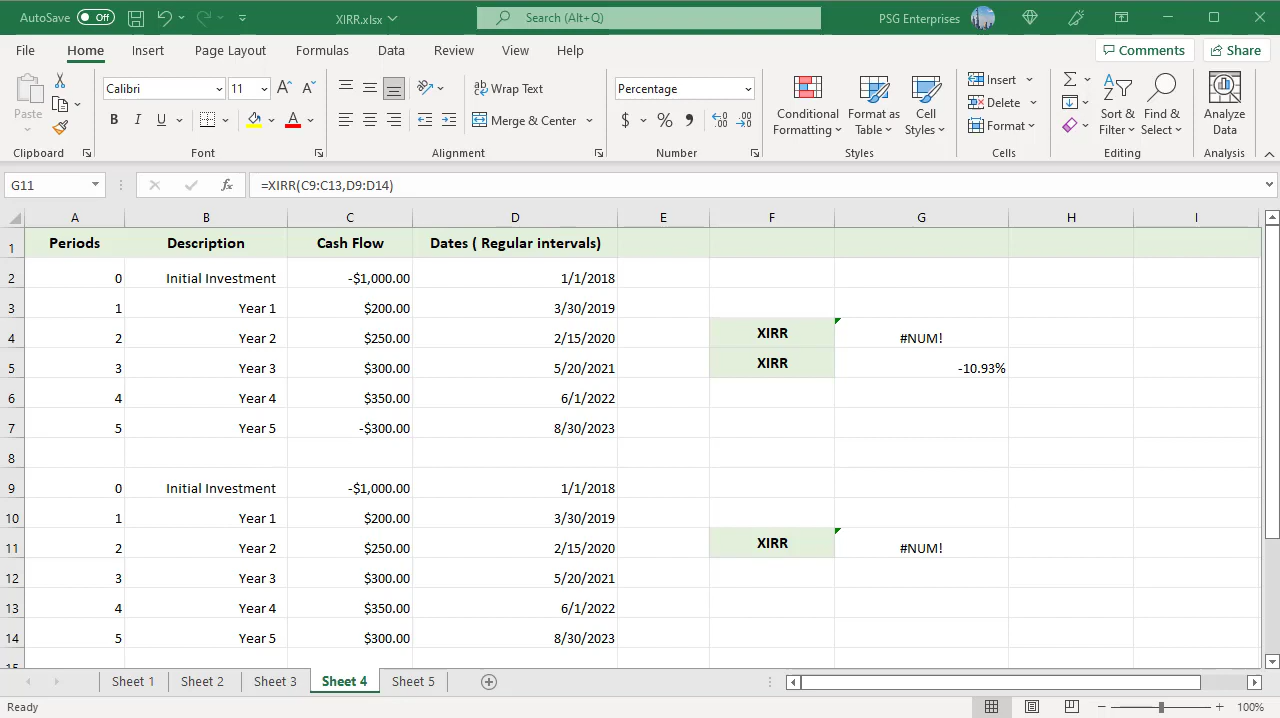 AutoSave Off XIRR.xlsx Search (Alt+Q) PSG Enterprises
File Home Insert Page Layout Formulas Data Review View Help Comments Share
Paste Calibri 11 Wrap Text Percentage Conditional Formatting Format as Table Cell Styles Insert Sort & Filter Find & Select Analyze Data
B I U Merge & Center $ % 9 Delete
Format
Clipboard Font Alignment Number Styles Cells Editing Analysis
G11 fx =XIRR(C9:C13,D9:D14)
A B C D E F G H I
1 Periods Description Cash Flow Dates ( Regular intervals)
2 0 Initial Investment -$1,000.00 1/1/2018
3 1 Year 1 $200.00 3/30/2019
4 2 Year 2 $250.00 2/15/2020 XIRR #NUM!
5 3 Year 3 $300.00 5/20/2021 XIRR -10.93%
6 4 Year 4 $350.00 6/1/2022
7 5 Year 5 -$300.00 8/30/2023
8
9 0 Initial Investment -$1,000.00 1/1/2018
10 1 Year 1 $200.00 3/30/2019
11 2 Year 2 $250.00 2/15/2020 XIRR #NUM!
12 3 Year 3 $300.00 5/20/2021
13 4 Year 4 $350.00 6/1/2022
14 5 Year 5 $300.00 8/30/2023
15
Sheet 1 Sheet 2 Sheet 3 Sheet 4 Sheet 5
Ready 100%